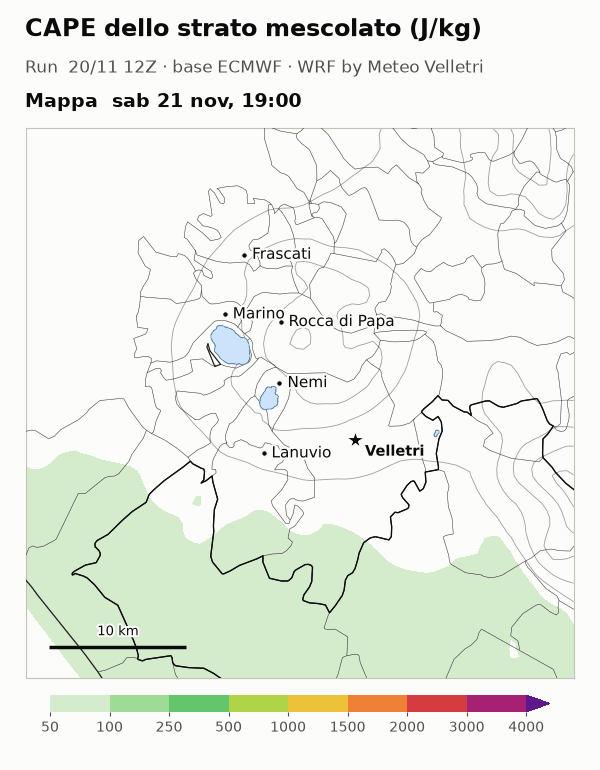 CAPE dello strato mescolato (J/kg)
Run  20/11 12Z · base ECMWF · WRF by Meteo Velletri
Mappa  sab 21 nov, 19:00
Frascati
Marino
Rocca di Papa
Nemi
Lanuvio
Velletri
10 km
50 100 250 500 1000 1500 2000 3000 4000